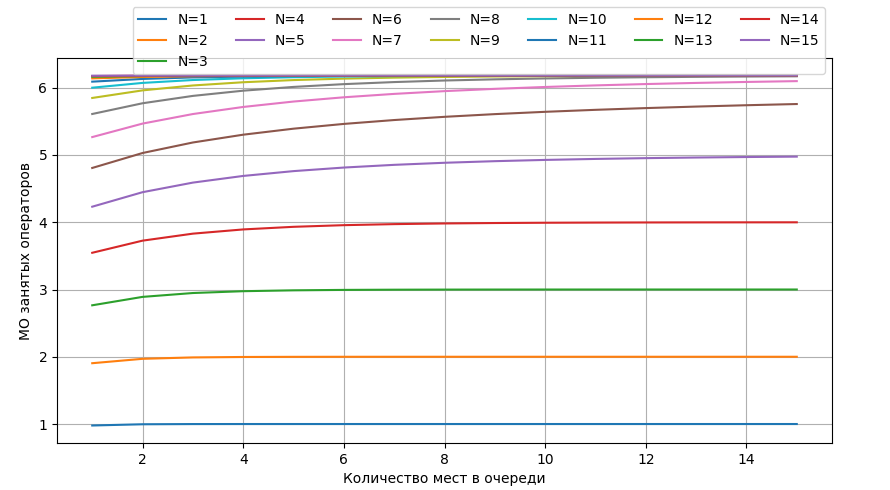 N=1 N=4 N=6 N=8 N=10 N=12 N=14
N=2 N=5 N=7 N=9 N=11 N=13 N=15
N=3
6
5
4
3
2
1
МО занятых операторов
2 4 6 8 10 12 14
Количество мест в очереди